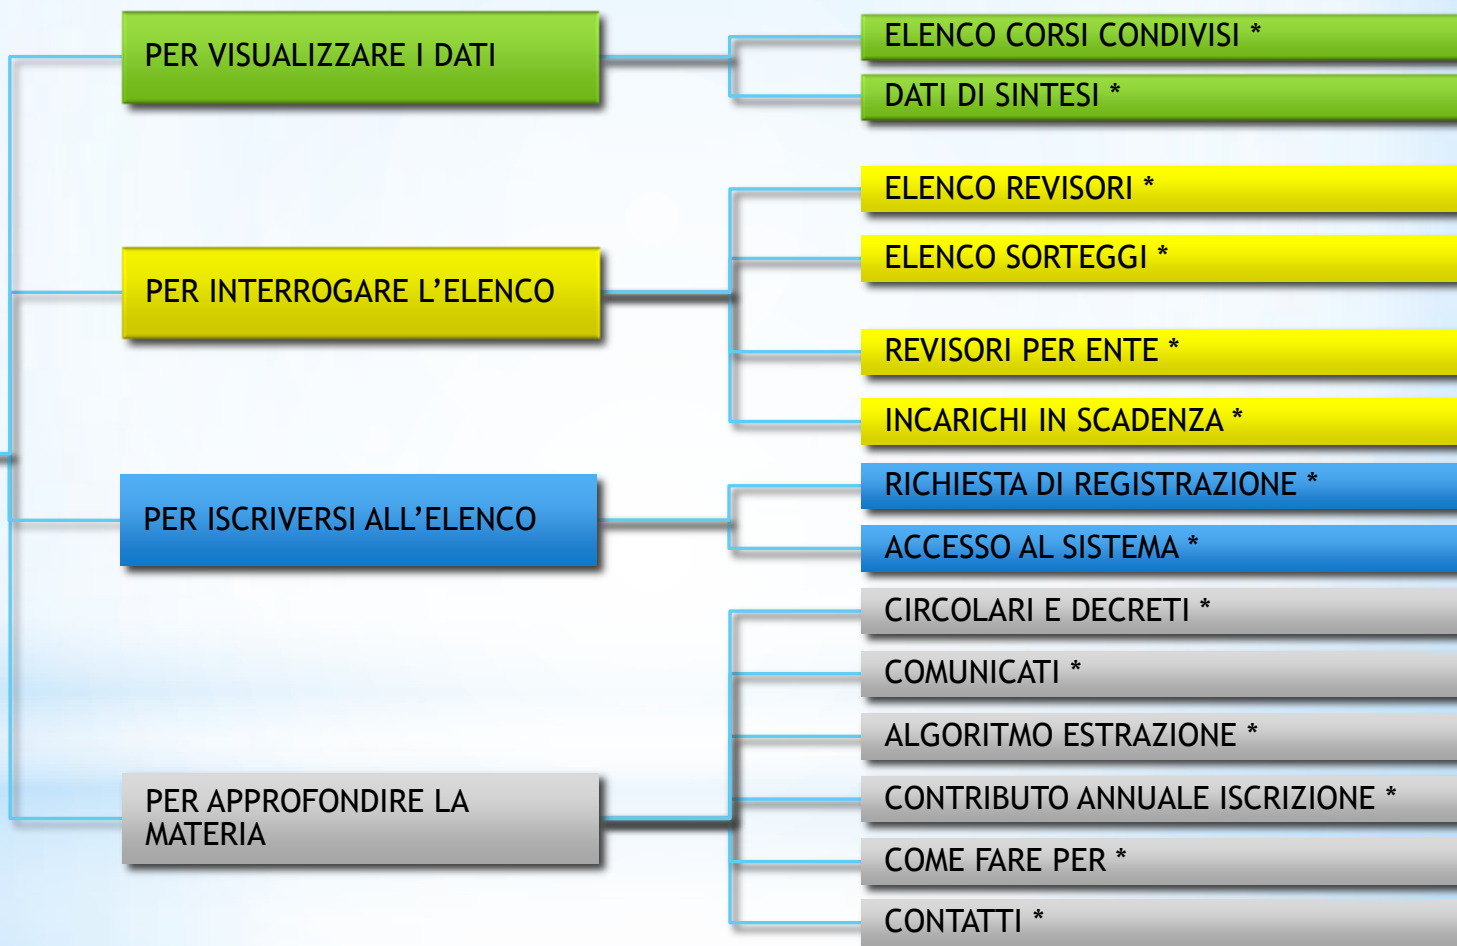 PER VISUALIZZARE I DATI
ELENCO CORSI CONDIVISI *
DATI DI SINTESI *
PER INTERROGARE L’ELENCO
ELENCO REVISORI *
ELENCO SORTEGGI *
REVISORI PER ENTE *
INCARICHI IN SCADENZA *
PER ISCRIVERSI ALL’ELENCO
RICHIESTA DI REGISTRAZIONE *
ACCESSO AL SISTEMA *
PER APPROFONDIRE LA
MATERIA
CIRCOLARI E DECRETI *
COMUNICATI *
ALGORITMO ESTRAZIONE *
CONTRIBUTO ANNUALE ISCRIZIONE *
COME FARE PER *
CONTATTI *